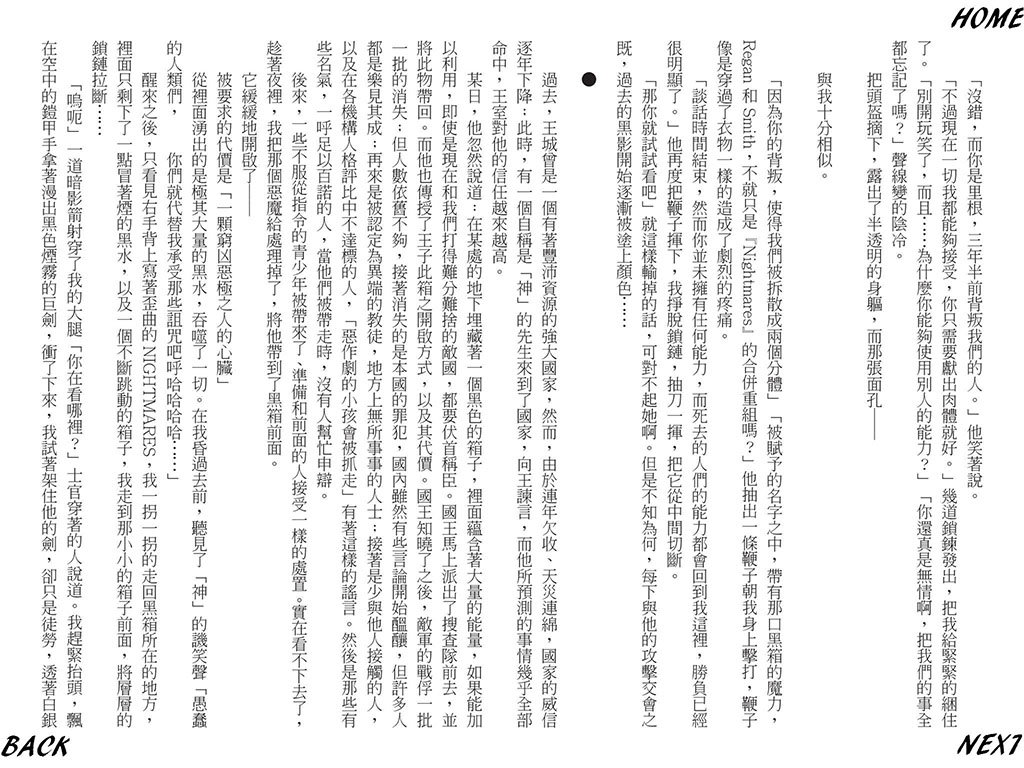 HOME
「沒錯，而你是里根，三年半前背叛我們的人。」他笑著說。
「不過現在一切我都能夠接受，你只需要獻出肉體就好。」幾道鎖鍊發出，把我給緊緊的綑住
了。「別開玩笑了，而且……為什麼你能夠使用別人的能力？」「你還真是無情啊，把我們的事全
都忘記了嗎？」聲線變的陰冷。
把頭盔摘下，露出了半透明的身軀，而那張面孔——
與我十分相似。
「因為你的背叛，使得我們被拆散成兩個分體」「被賦予的名字之中，帶有那口黑箱的魔力，
Rogan 和 Smith，不就只是『Nightmares』的合併重組嗎？」他抽出一條鞭子朝我身上擊打，鞭子
像是穿過了衣物一樣的造成了劇烈的疼痛。
「談話時間結束，然而你並未擁有任何能力，而死去的人們的能力都會回到我這裡，勝負已經
很明顯了。」他再度把鞭子揮下，我掙脫鎖鏈，抽刀一揮，把它從中間切斷。
「那你就試試看吧」就這樣輸掉的話，可對不起她啊。但是不知為何，每下與他的攻擊交會之
既，過去的黑影開始逐漸被塗上顏色……
●
過去，王城曾是一個有著豐沛資源的強大國家，然而，由於連年欠收、天災連綿，國家的威信
逐年下降；此時，有一個自稱是「神」的先生來到了國家，向王諫言，而他所預測的事情幾乎全部
命中，王室對他的信任越來越高。
某日，他忽然說道：在某處的地下埋藏著一個黑色的箱子，裡面蘊含著大量的能量，如果能加
以利用，即使是現在和我們打得難分難捨的敵國，都要伏首稱臣。國王馬上派出了搜查隊前去，並
將此物帶回。而他也傳授了王子此箱之開啟方式，以及其代價。國王知曉了之後，敵軍的戰俘一批
一批的消失；但人數依舊不夠，接著消失的是本國的罪犯，國內雖然有些言論開始醞釀，但許多人
都是樂見其成；再來是被認定為異端的教徒，地方上無所事事的人士；接著是少與他人接觸的人，
以及在各機構人格評比中不達標的人，「惡作劇的小孩會被抓走」有著這樣的謠言。然後是那些有
些名氣，一呼足以百諾的人，當他們被帶走時，沒有人幫忙申辯。
後來，一些不服從指令的青少年被帶來了，準備和前面的人接受一樣的處置。實在看不下去了，
趁著夜裡，我把那個惡魔給處理掉了，將他帶到了黑箱前面。
它緩緩地開啟了——
被要求的代價是「一顆窮凶惡極之人的心臟」
從裡面湧出的是極其大量的黑水，吞噬了一切。在我昏過去前，聽見了「神」的譏笑聲「愚蠢
的人類們，　　你們就代替我承受那些詛咒吧呼哈哈哈哈……」
醒來之後，只看見右手背上寫著歪曲的 NIGHTMARES，我一拐一拐的走回黑箱所在的地方，
裡面只剩下了一點冒著煙的黑水，以及一個不斷跳動的箱子，我走到那小小的箱子前面，將層層的
鎖鏈拉斷……
「嗚呃」一道暗影箭射穿了我的大腿「你在看哪裡？」士官穿著的人說道。我趕緊抬頭，飄
在空中的鎧甲手拿著漫出黑色煙霧的巨劍，衝了下來，我試著架住他的劍，卻只是徒勞，透著白銀
BACK
NEXT